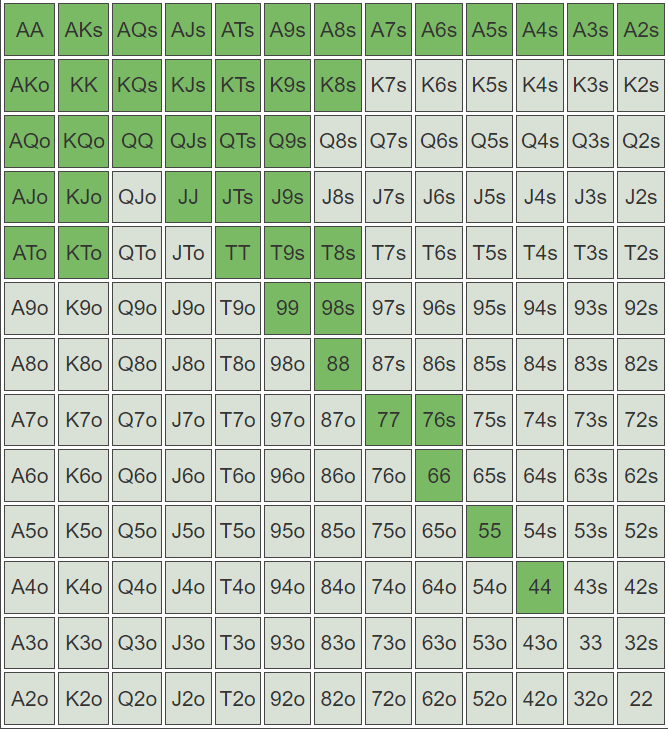 AA AKs AQs AJs ATs A9s A8s A7s A6s A5s A4s A3s A2s
AKo KK KQs KJs KTs K9s K8s K7s K6s K5s K4s K3s K2s
AQo KQo QQ QJs QTs Q9s Q8s Q7s Q6s Q5s Q4s Q3s Q2s
AJo KJo QJo JJ JTs J9s J8s J7s J6s J5s J4s J3s J2s
ATo KTo QTo JTo TT T9s T8s T7s T6s T5s T4s T3s T2s
A9o K9o Q9o J9o T9o 99 98s 97s 96s 95s 94s 93s 92s
A8o K8o Q8o J8o T8o 98o 88 87s 86s 85s 84s 83s 82s
A7o K7o Q7o J7o T7o 97o 87o 77 76s 75s 74s 73s 72s
A6o K6o Q6o J6o T6o 96o 86o 76o 66 65s 64s 63s 62s
A5o K5o Q5o J5o T5o 95o 85o 75o 65o 55 54s 53s 52s
A4o K4o Q4o J4o T4o 94o 84o 74o 64o 54o 44 43s 42s
A3o K3o Q3o J3o T3o 93o 83o 73o 63o 53o 43o 33 32s
A2o K2o Q2o J2o T2o 92o 82o 72o 62o 52o 42o 32o 22